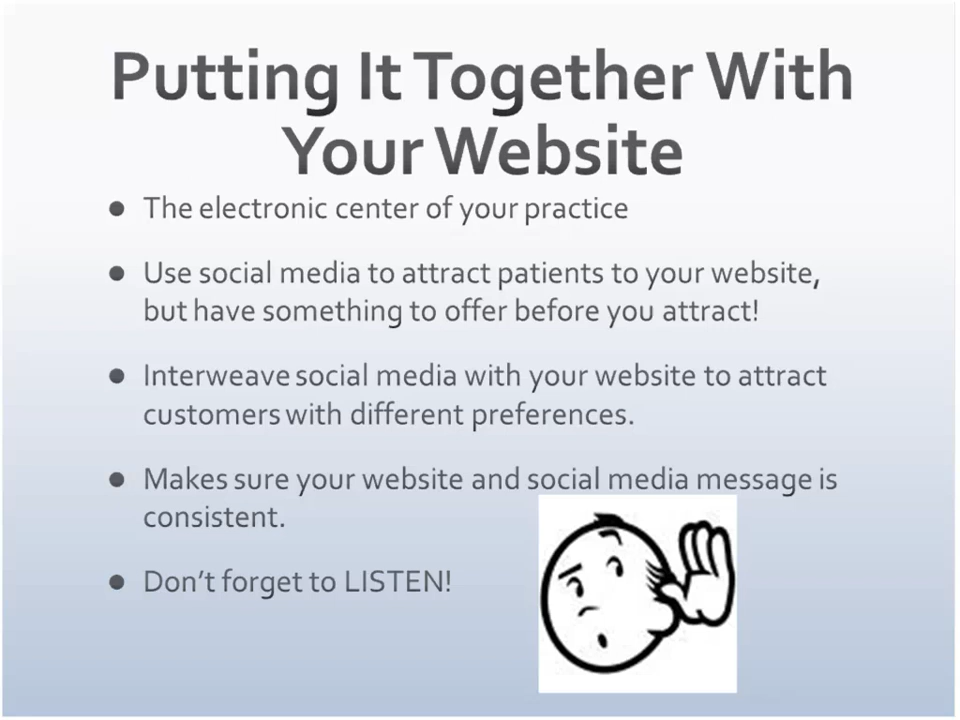 Putting It Together With
Your Website
● The electronic center of your practice
● Use social media to attract patients to your website,
but have something to offer before you attract!
● Interweave social media with your website to attract
customers with different preferences.
● Makes sure your website and social media message is
consistent.
● Don't forget to LISTEN!